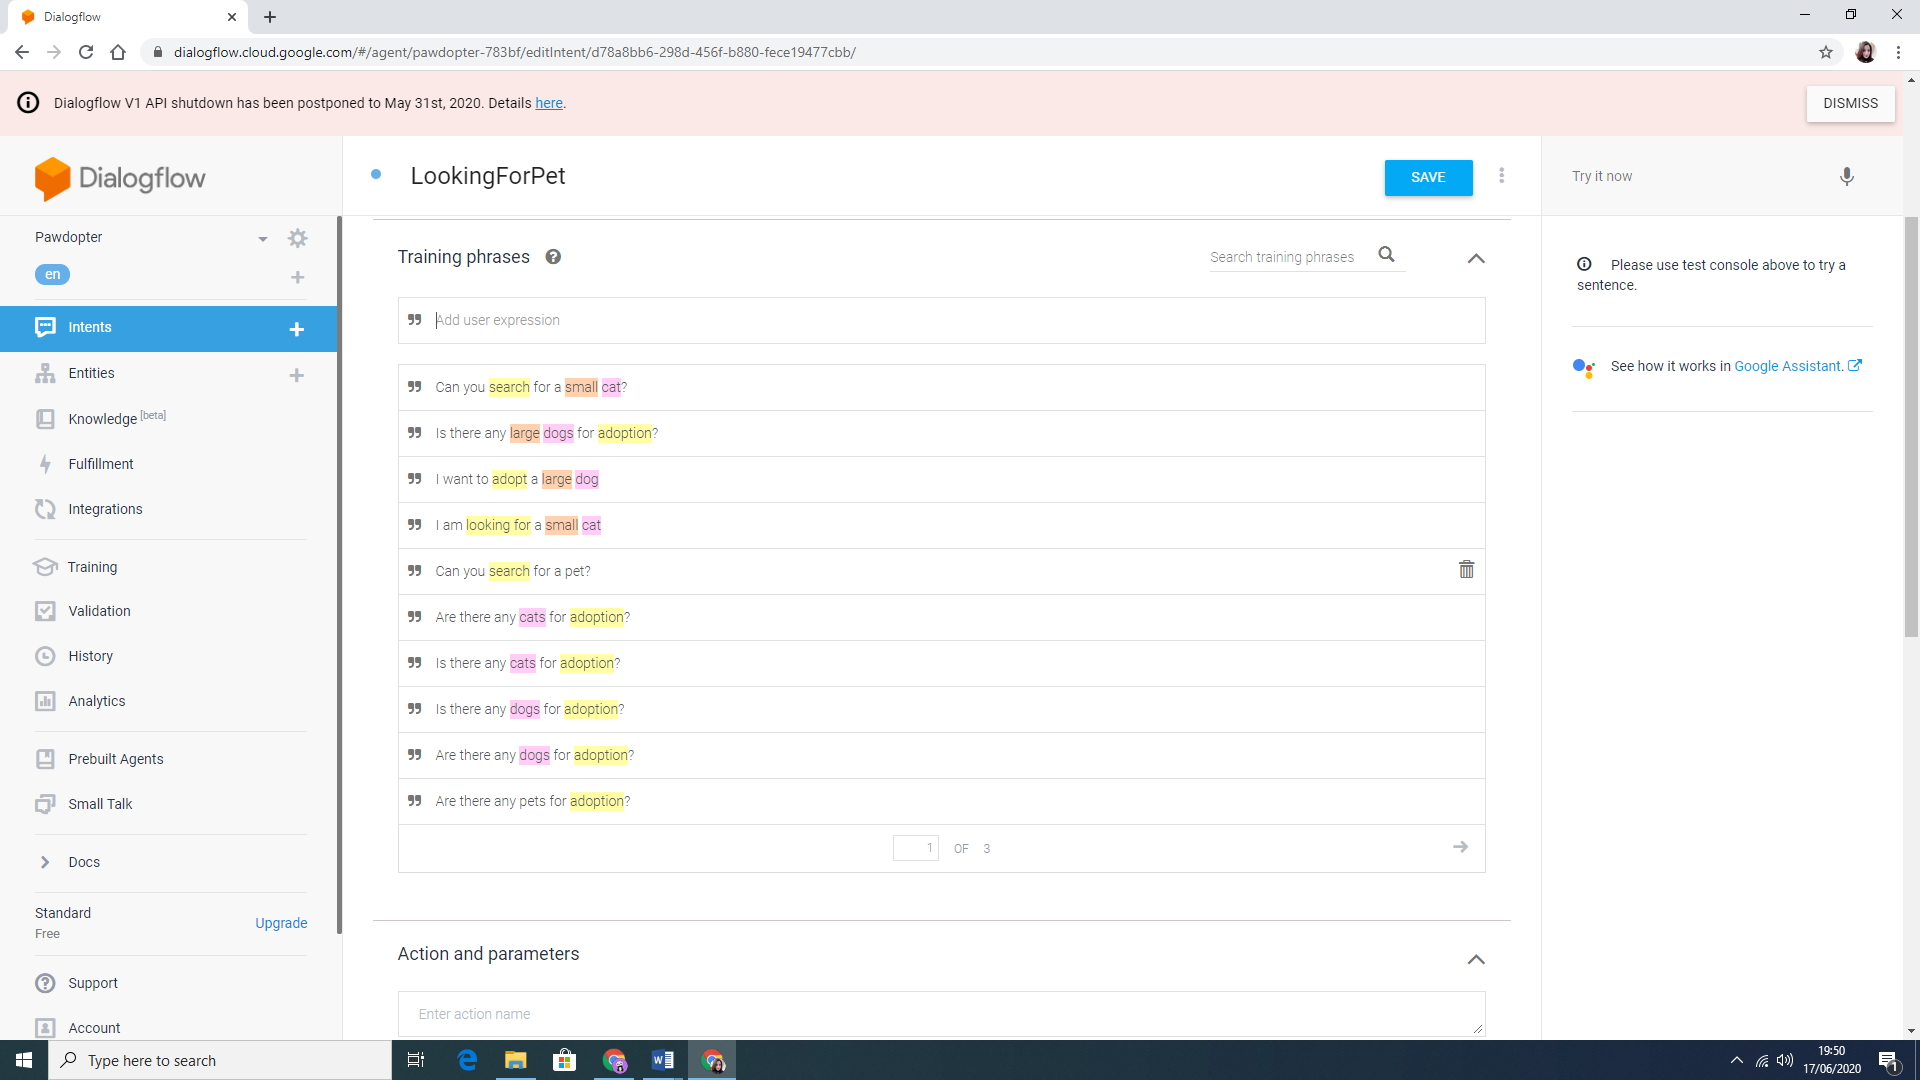 Dialogflow
dialogflow.cloud.google.com/#/agent/pawdopter-783bf/editIntent/d78a8bb6-298d-456f-b880-fece19477cbb/
Dialogflow V1 API shutdown has been postponed to May 31st, 2020. Details here.
DISMISS
Dialogflow
LookingForPet
SAVE
Try it now
Pawdopter
en
Intents
Entities
Knowledge [beta]
Fulfillment
Integrations
Training
Validation
History
Analytics
Prebuilt Agents
Small Talk
Docs
Standard
Free
Upgrade
Support
Account
Training phrases
Search training phrases
Add user expression
Can you search for a small cat?
Is there any large dogs for adoption?
I want to adopt a large dog
I am looking for a small cat
Can you search for a pet?
Are there any cats for adoption?
Is there any cats for adoption?
Is there any dogs for adoption?
Are there any dogs for adoption?
Are there any pets for adoption?
1 OF 3
Action and parameters
Enter action name
Please use test console above to try a
sentence.
See how it works in Google Assistant.
Type here to search
19:50
17/06/2020
1